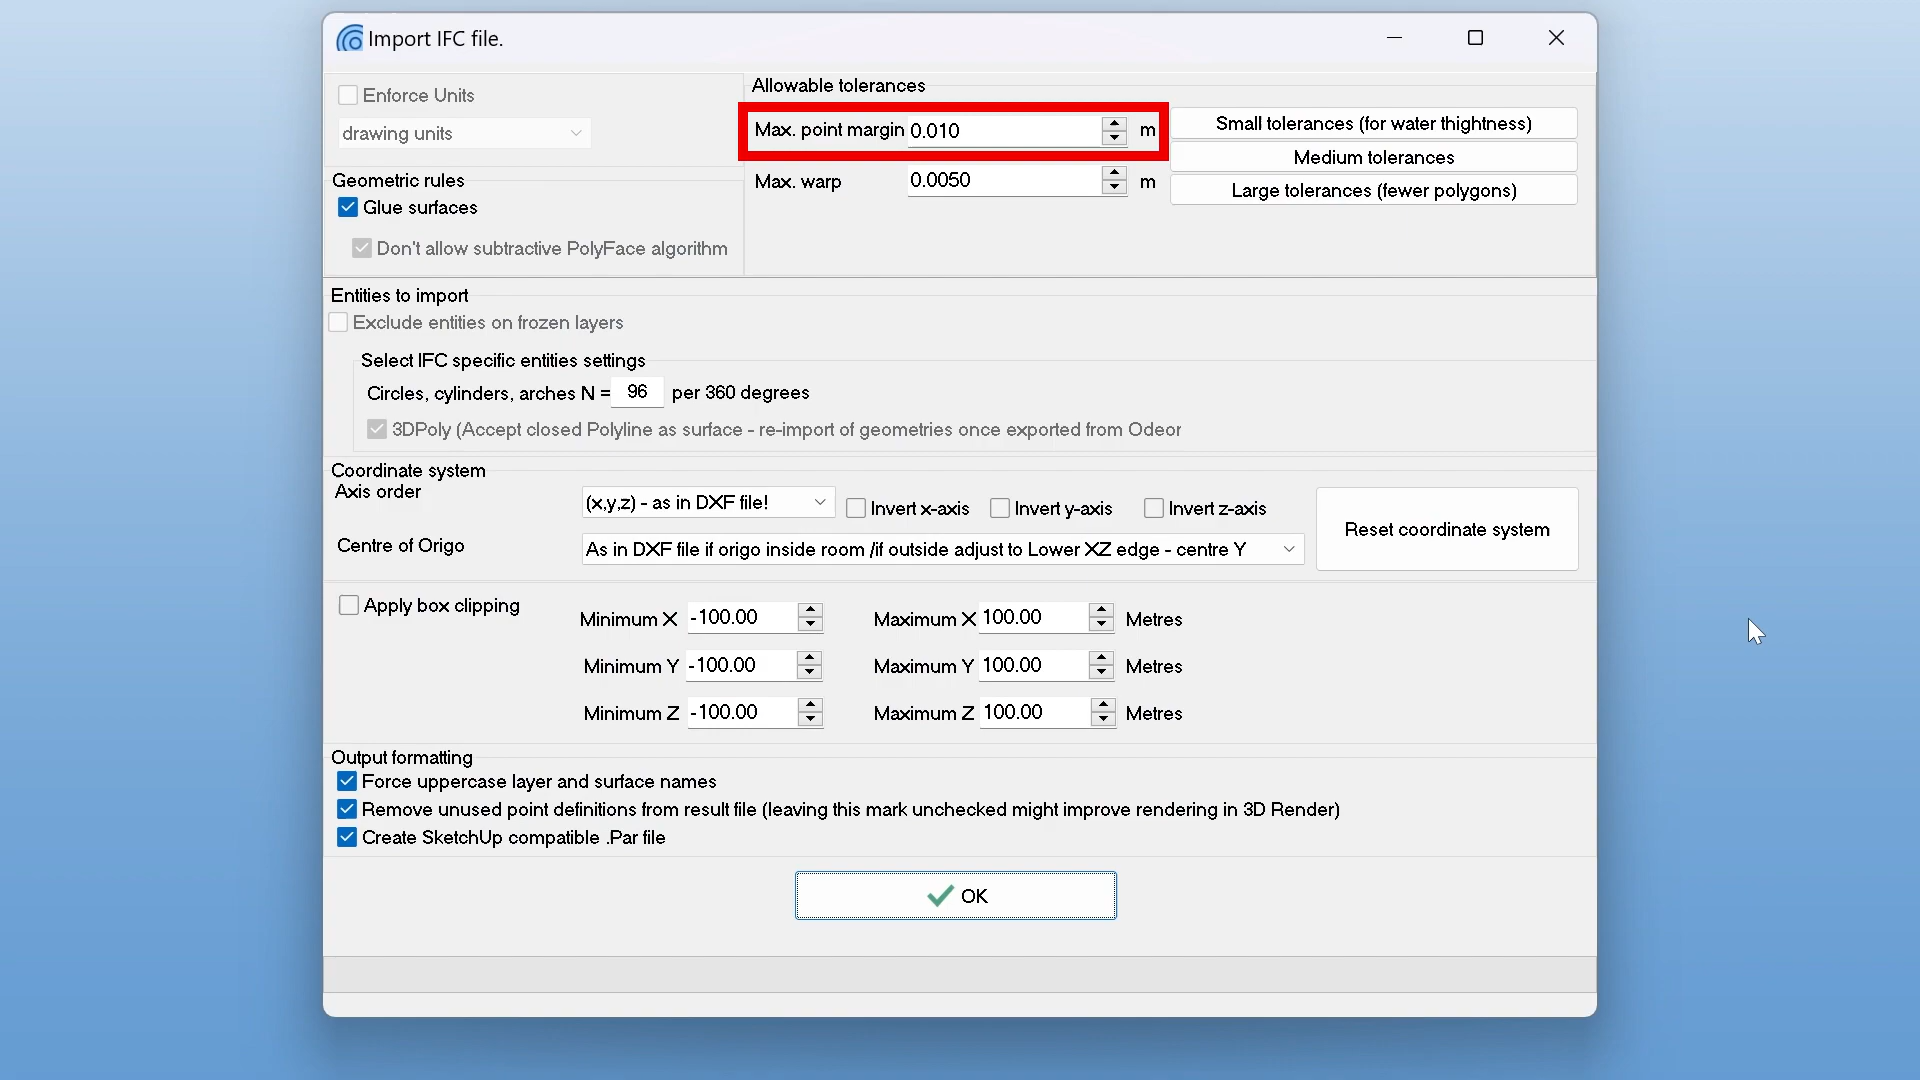 Import IFC file.
Enforce Units
drawing units
Allowable tolerances
Max. point margin 0.010 m
Max. warp 0.0050 m
Small tolerances (for water thightness)
Medium tolerances
Large tolerances (fewer polygons)
Geometric rules
Glue surfaces
Don't allow subtractive PolyFace algorithm
Entities to import
Exclude entities on frozen layers
Select IFC specific entities settings
Circles, cylinders, arches N = 96 per 360 degrees
3DPoly (Accept closed Polyline as surface - re-import of geometries once exported from Odeor
Coordinate system
Axis order (x,y,z) - as in DXF file! Invert x-axis Invert y-axis Invert z-axis
Centre of Origo As in DXF file if origo inside room /if outside adjust to Lower XZ edge - centre Y
Reset coordinate system
Apply box clipping
Minimum X -100.00 Maximum X 100.00 Metres
Minimum Y -100.00 Maximum Y 100.00 Metres
Minimum Z -100.00 Maximum Z 100.00 Metres
Output formatting
Force uppercase layer and surface names
Remove unused point definitions from result file (leaving this mark unchecked might improve rendering in 3D Render)
Create SketchUp compatible .Par file
OK